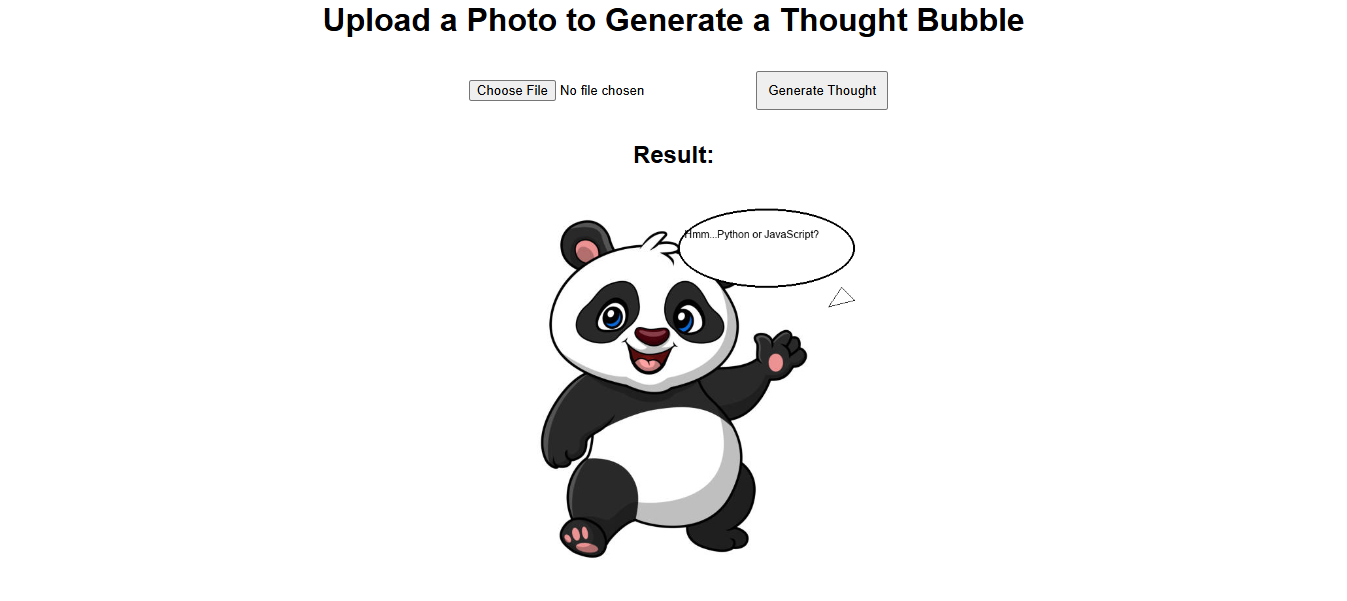 Upload a Photo to Generate a Thought Bubble
Choose File No file chosen
Generate Thought
Result:
Hmm...Python or JavaScript?